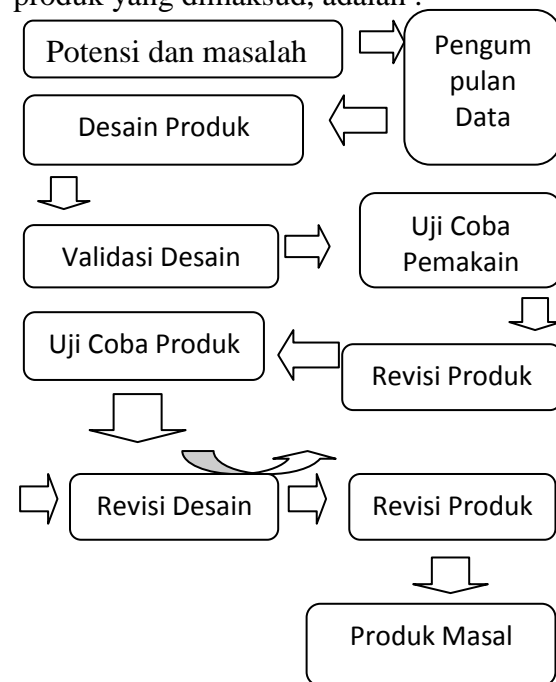 produk yang dimaksud, adalah :
Potensi dan masalah
Pengum
pulan
Data
Desain Produk
Validasi Desain
Uji Coba
Pemakain
Uji Coba Produk
Revisi Produk
Revisi Desain
Revisi Produk
Produk Masal